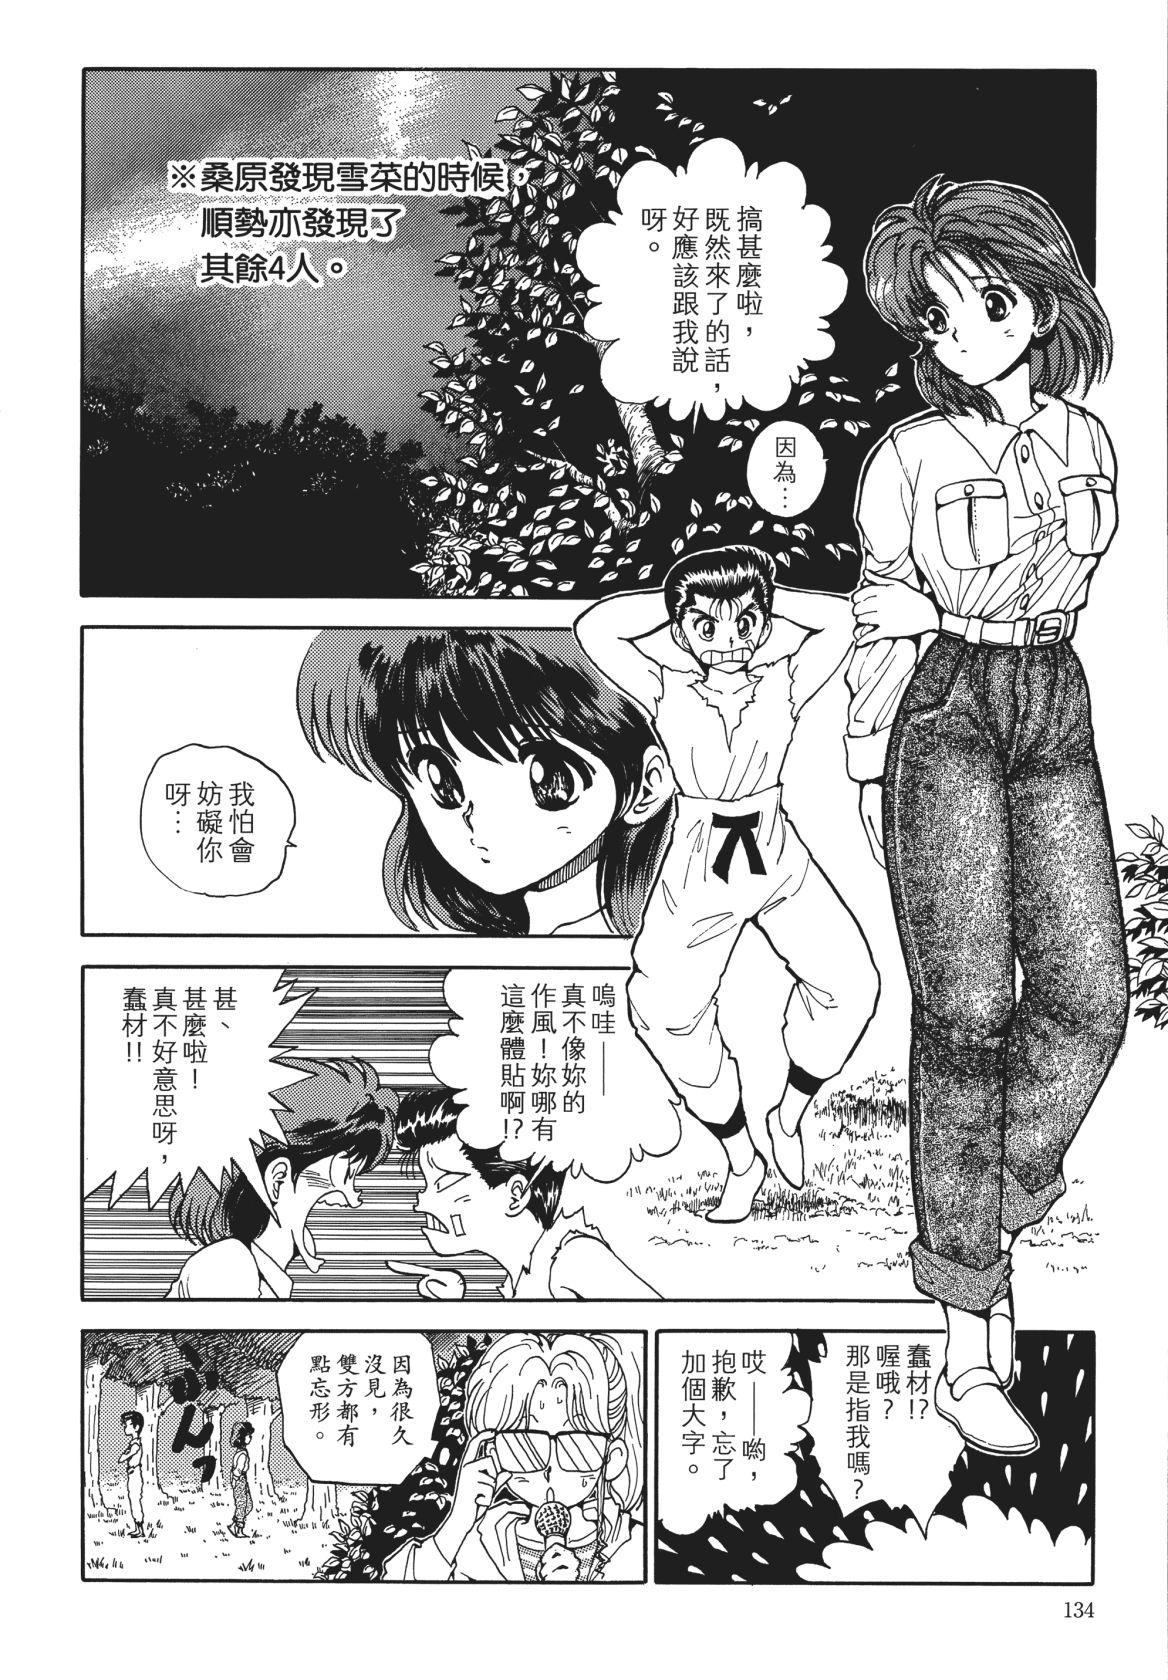 ※桑原發現雪菜的時候，
順勢亦發現了
其餘4人。
搞甚麼啦，
既然來了的話，
好應該跟我說
呀。
因為…
我怕會
妨礙你
呀…
嗚哇——
真不像妳的
作風！妳哪有
這麼體貼啊!?
甚、
甚麼啦！
真不好意思呀，
蠢材!!
蠢材!?
喔哦？
那是指我嗎？
哎——喲，
抱歉，忘了
加個大字。
因為很久
沒見，
雙方都有
點忘形。
134